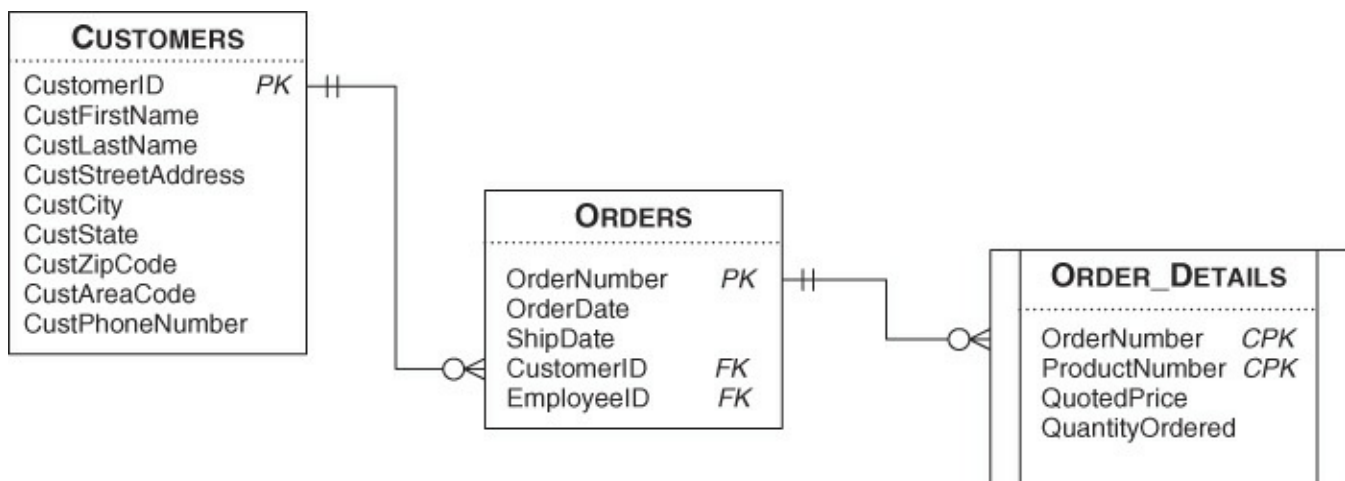 CUSTOMERS
CustomerID PK
CustFirstName
CustLastName
CustStreetAddress
CustCity
CustState
CustZipCode
CustAreaCode
CustPhoneNumber
ORDERS
OrderNumber PK
OrderDate
ShipDate
CustomerID FK
EmployeeID FK
ORDER_DETAILS
OrderNumber CPK
ProductNumber CPK
QuotedPrice
QuantityOrdered